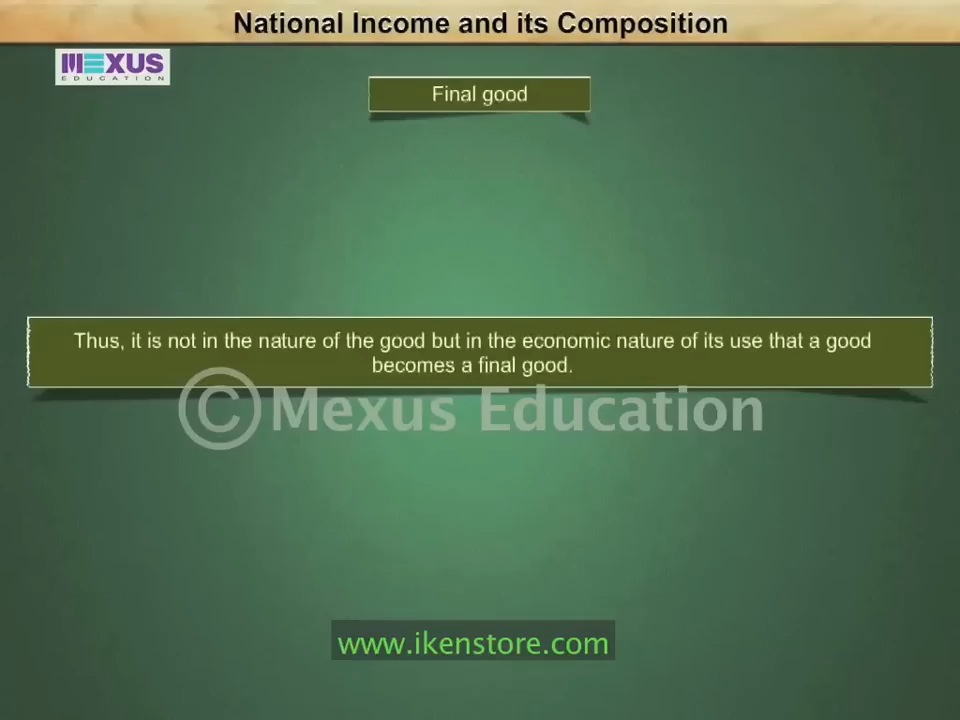 National Income and its Composition
MEXUS
EDUCATION
Final good
Thus, it is not in the nature of the good but in the economic nature of its use that a good
becomes a final good.
© Mexus Education
www.ikenstore.com